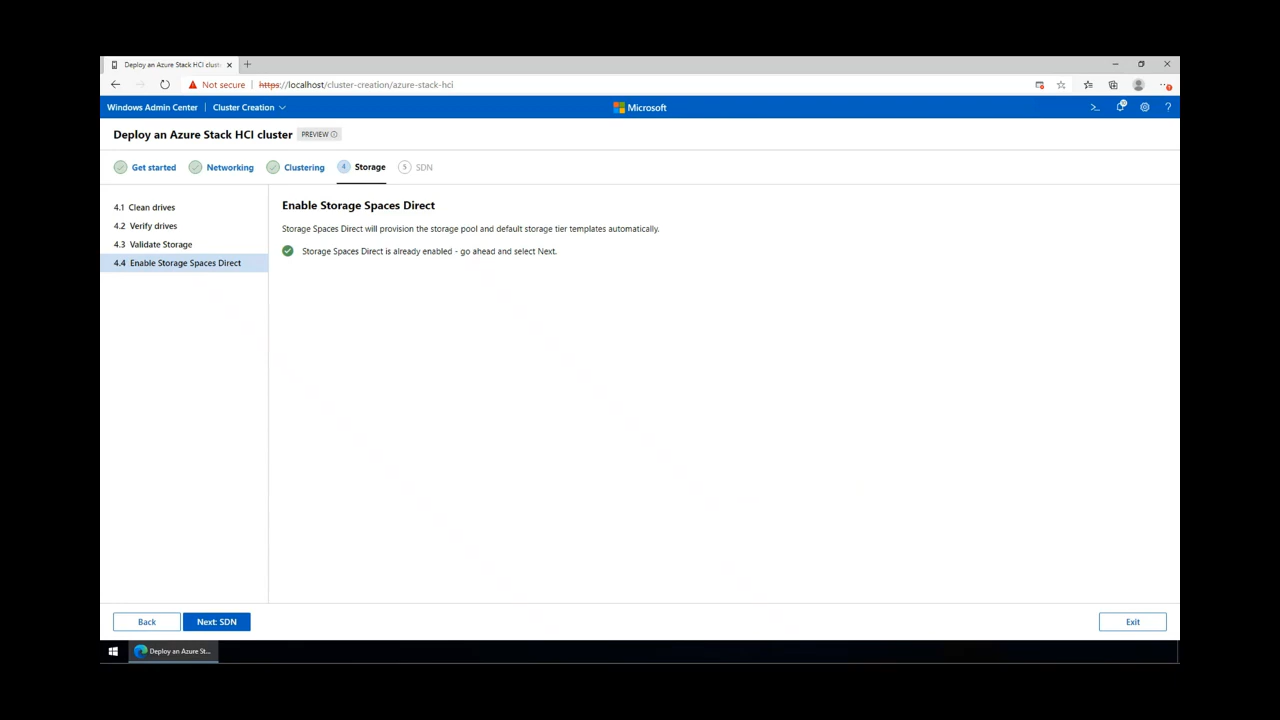 Deploy an Azure Stack HCI clust
Not secure
https://localhost/cluster-creation/azure-stack-hci
Windows Admin Center
Cluster Creation
Microsoft
>_
?
Deploy an Azure Stack HCI cluster
PREVIEW
Get started
Networking
Clustering
4 Storage
5 SDN
4.1 Clean drives
4.2 Verify drives
4.3 Validate Storage
4.4 Enable Storage Spaces Direct
Enable Storage Spaces Direct
Storage Spaces Direct will provision the storage pool and default storage tier templates automatically.
Storage Spaces Direct is already enabled - go ahead and select Next.
Back
Next: SDN
Exit
Deploy an Azure St...